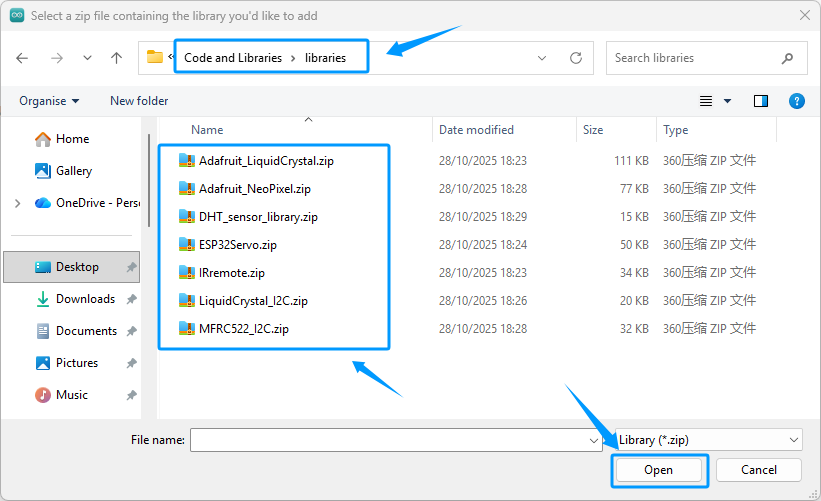 Select a zip file containing the library you'd like to add
« Code and Libraries › libraries
Search libraries
Organise New folder
Name Date modified Size Type
Home
Gallery
OneDrive - Pers
Desktop
Downloads
Documents
Pictures
Music
Adafruit_LiquidCrystal.zip 28/10/2025 18:23 111 KB 360压缩 ZIP 文件
Adafruit_NeoPixel.zip 28/10/2025 18:28 77 KB 360压缩 ZIP 文件
DHT_sensor_library.zip 28/10/2025 18:29 15 KB 360压缩 ZIP 文件
ESP32Servo.zip 28/10/2025 18:24 50 KB 360压缩 ZIP 文件
IRremote.zip 28/10/2025 18:23 34 KB 360压缩 ZIP 文件
LiquidCrystal_I2C.zip 28/10/2025 18:26 20 KB 360压缩 ZIP 文件
MFRC522_I2C.zip 28/10/2025 18:28 32 KB 360压缩 ZIP 文件
File name: Library (*.zip)
Open Cancel